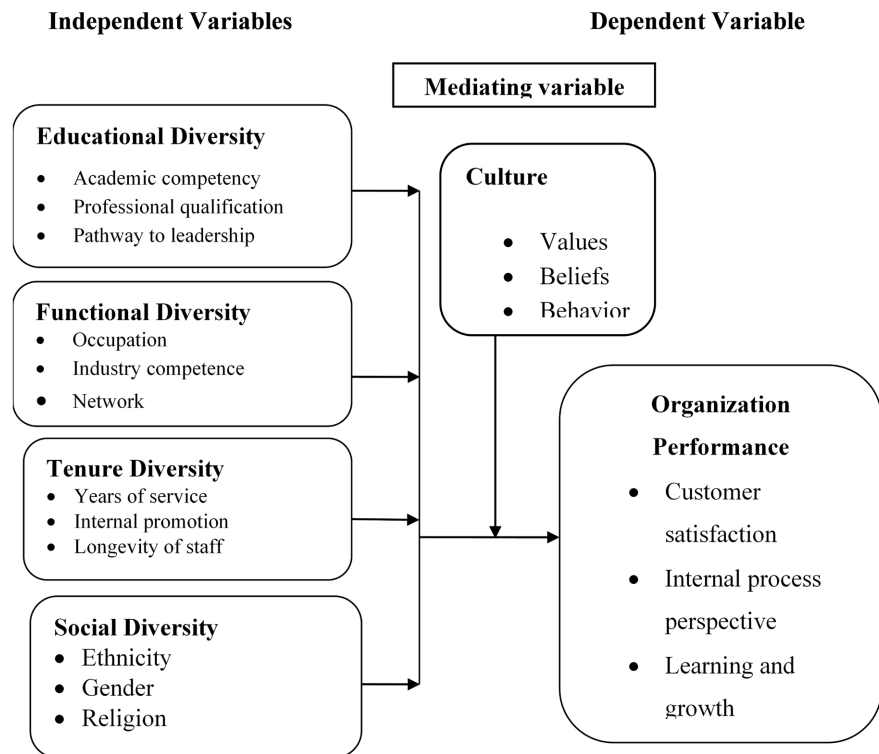 Independent Variables
Dependent Variable
Mediating variable
Educational Diversity
• Academic competency
• Professional qualification
• Pathway to leadership
Culture
• Values
• Beliefs
• Behavior
Functional Diversity
• Occupation
• Industry competence
• Network
Tenure Diversity
• Years of service
• Internal promotion
• Longevity of staff
Social Diversity
• Ethnicity
• Gender
• Religion
Organization
Performance
• Customer
satisfaction
• Internal process
perspective
• Learning and
growth